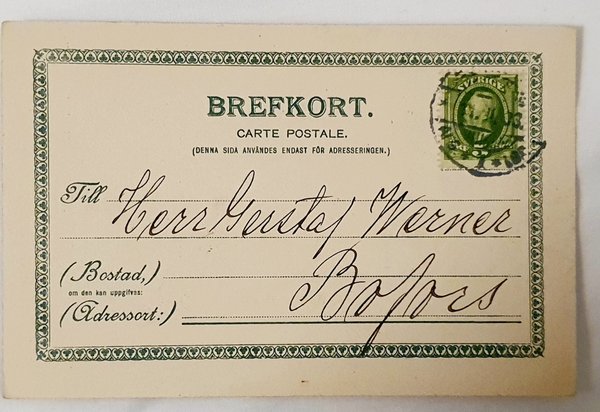 BREFKORT.
CARTE POSTALE.
(DENNA SIDA ANVÄNDES ENDAST FÖR ADRESSERINGEN.)
SVERIGE
Till Herr Gerstaf Werner
(Bostad,)
om den kan uppgifvas:
Bofors
(Adressort:)